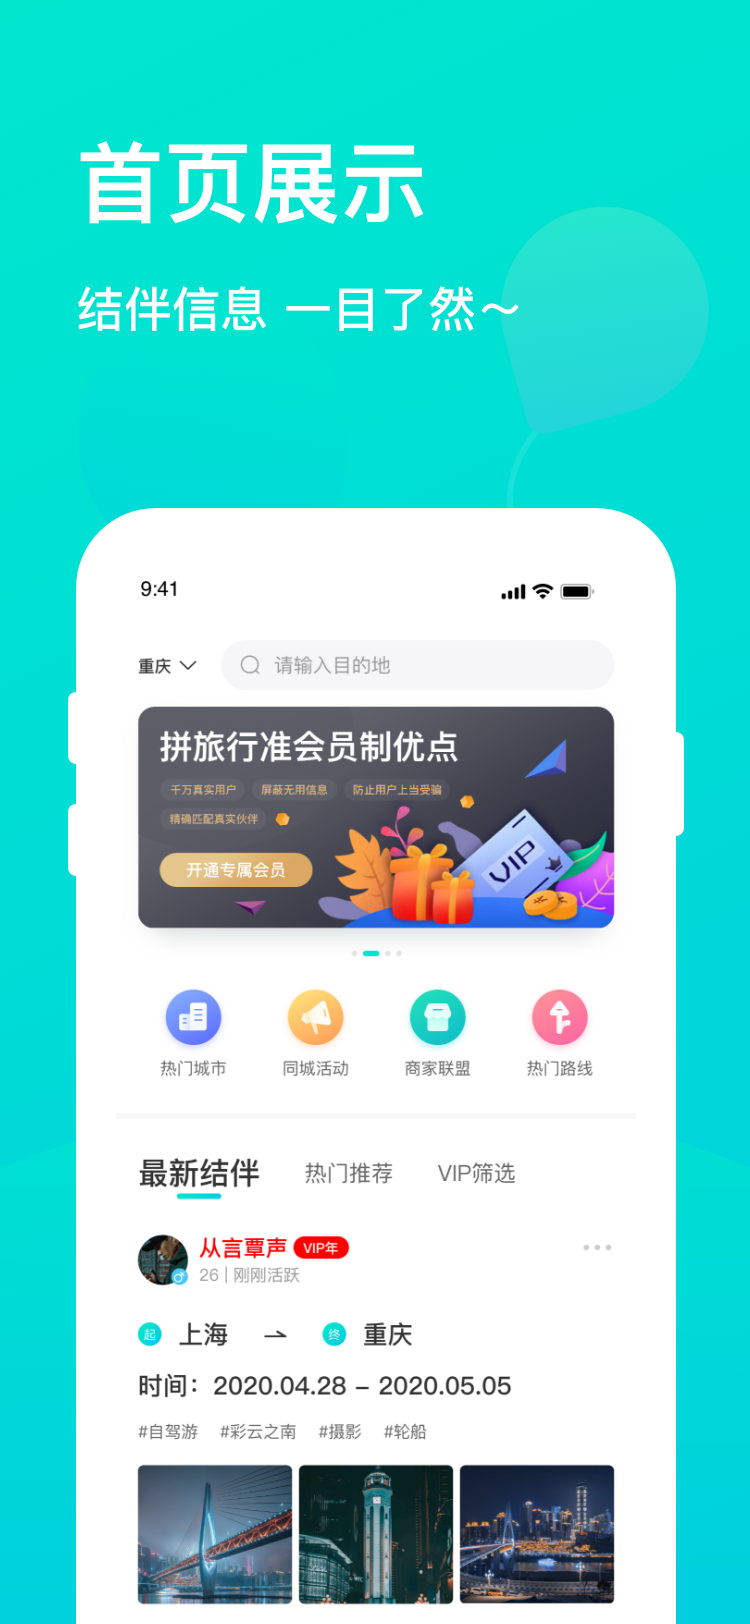 首页展示
结伴信息 一目了然～
9:41
重庆 请输入目的地
拼旅行准会员制优点
千万真实用户 屏蔽无用信息 防止用户上当受骗
精确匹配真实伙伴
VIP
开通专属会员
热门城市 同城活动 商家联盟 热门路线
最新结伴 热门推荐 VIP筛选
从言覃声 VIP年
26 | 刚刚活跃
起 上海 终 重庆
时间：2020.04.28 – 2020.05.05
#自驾游 #彩云之南 #摄影 #轮船